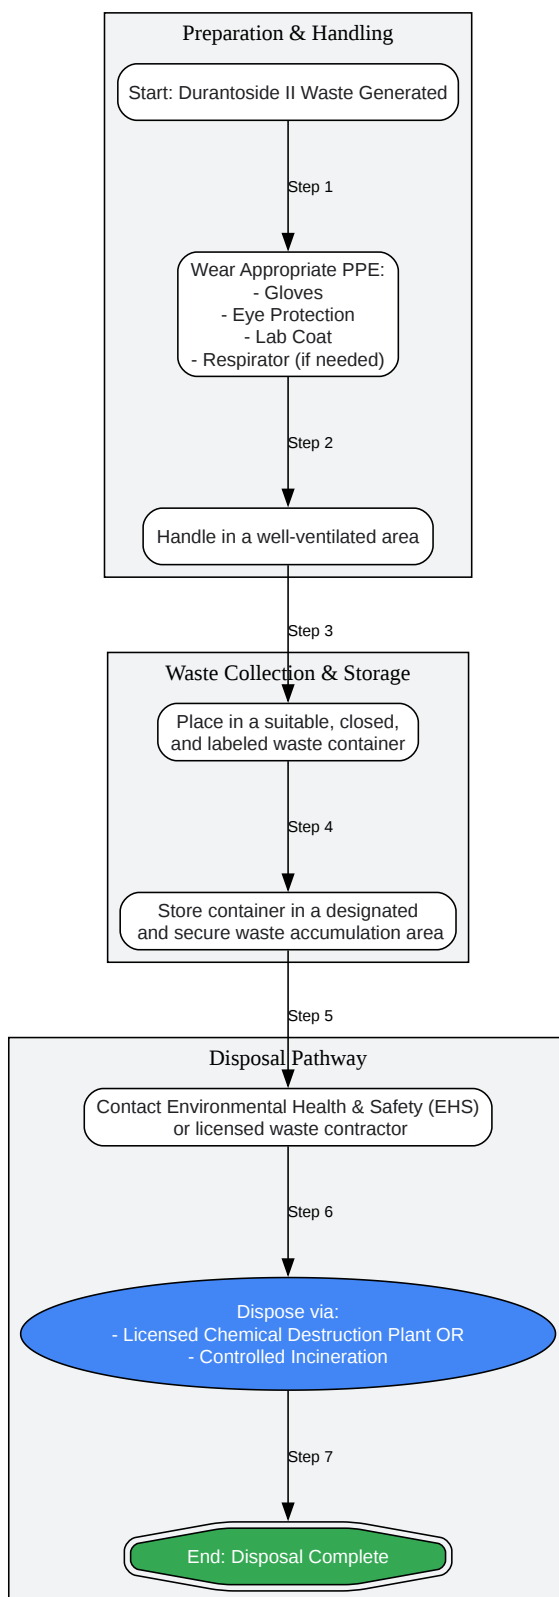 Preparation & Handling
Start: Durantoside II Waste Generated
Step 1
Wear Appropriate PPE:
- Gloves
- Eye Protection
- Lab Coat
- Respirator (if needed)
Step 2
Handle in a well-ventilated area
Step 3
Waste Collection & Storage
Place in a suitable, closed,
and labeled waste container
Step 4
Store container in a designated
and secure waste accumulation area
Step 5
Disposal Pathway
Contact Environmental Health & Safety (EHS)
or licensed waste contractor
Step 6
Dispose via:
- Licensed Chemical Destruction Plant OR
- Controlled Incineration
Step 7
End: Disposal Complete